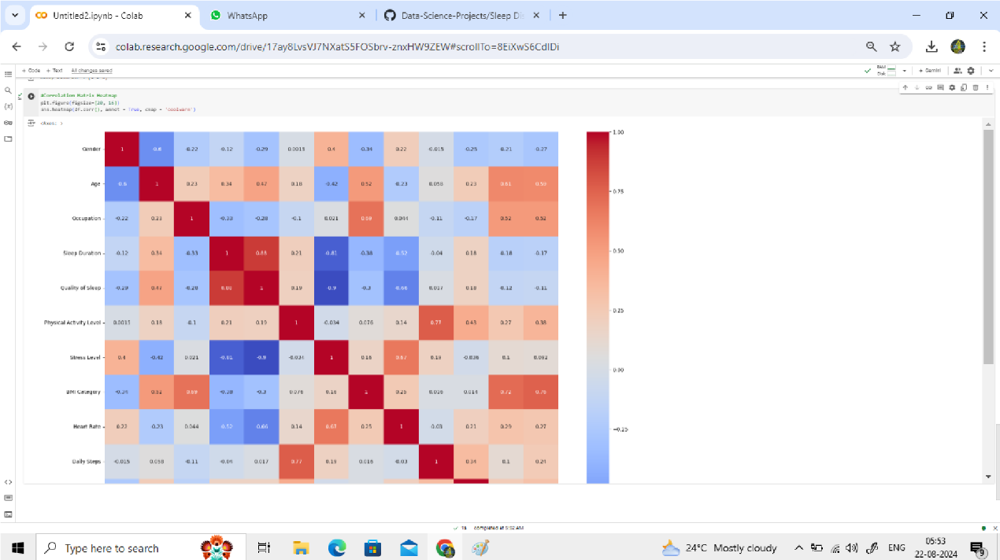 Untitled2.ipynb - Colab
WhatsApp
Data-Science-Projects/Sleep Dis
colab.research.google.com/drive/17ay8LvsVJ7NXatS5FOSbrv-znxHW9ZEW#scrollTo=8EiXwS6CdIDi
+ Code + Text All changes saved
RAM
Disk
+ Gemini
#Correlation Matrix Heatmap
plt.figure(figsize=(20, 16))
sns.heatmap(df.corr(), annot = True, cmap = 'coolwarm')
<Axes: >
Gender 1 -0.6 -0.22 -0.12 -0.29 0.0015 0.4 -0.34 0.22 -0.015 -0.21 -0.27
Age -0.6 1 0.23 0.34 0.47 0.18 -0.42 0.52 -0.23 0.058 0.23 0.61 0.59
Occupation -0.22 0.23 1 -0.33 -0.28 -0.1 0.021 0.69 0.044 -0.11 -0.17 0.52 0.52
Sleep Duration -0.12 0.34 -0.33 1 0.88 0.21 -0.81 -0.38 -0.52 -0.04 0.18 -0.18 -0.17
Quality of Sleep -0.29 0.47 -0.28 0.88 1 0.19 -0.9 -0.3 -0.66 0.017 0.18 -0.12 -0.11
Physical Activity Level 0.0015 0.18 -0.1 0.21 0.19 1 -0.034 0.076 0.14 0.77 0.43 0.27 0.38
Stress Level 0.4 -0.42 0.021 -0.81 -0.9 -0.034 1 0.16 0.67 0.19 -0.036 0.1 0.092
BMI Category -0.34 0.52 0.69 -0.38 -0.3 0.076 0.16 1 0.25 0.016 0.014 0.72 0.76
Heart Rate 0.22 -0.23 0.044 -0.52 -0.66 0.14 0.67 0.25 1 -0.03 0.21 0.29 0.27
Daily Steps -0.015 0.058 -0.11 -0.04 0.017 0.77 0.19 0.016 -0.03 1 0.34 0.1 0.24
1.00
0.75
0.50
0.25
0.00
-0.25
1s completed at 5:52 AM
Type here to search
24°C Mostly cloudy
ENG
05:53
22-08-2024
9